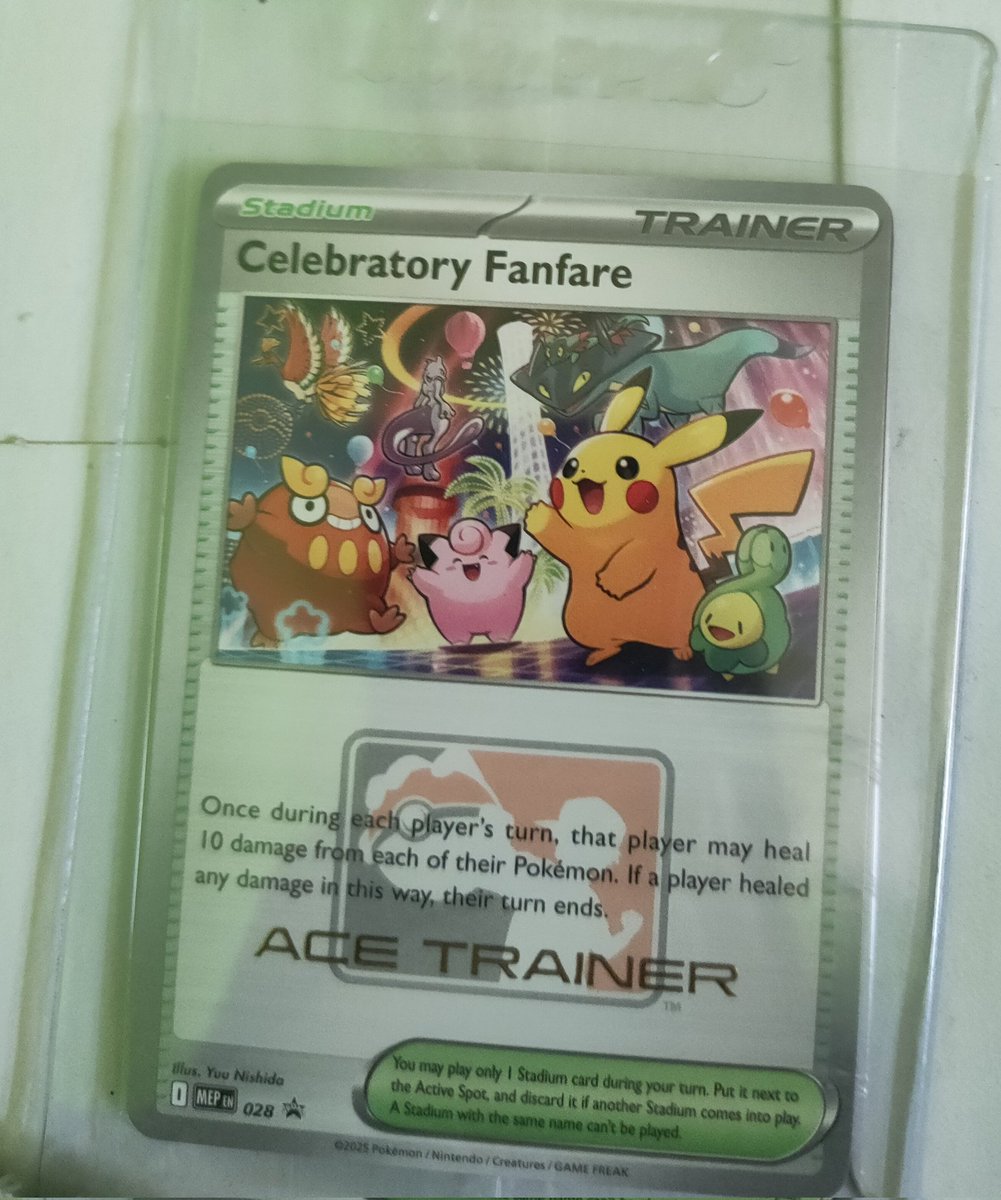 Stadium
TRAINER
Celebratory Fanfare
Once during each player's turn, that player may heal
10 damage from each of their Pokémon. If a player healed
any damage in this way, their turn ends.
ACE TRAINER
TM
Illus. Yuu Nishida
You may play only 1 Stadium card during your turn. Put it next to
the Active Spot, and discard it if another Stadium comes into play.
A Stadium with the same name can't be played.
I MEP EN 028
©2025 Pokémon / Nintendo / Creatures / GAME FREAK